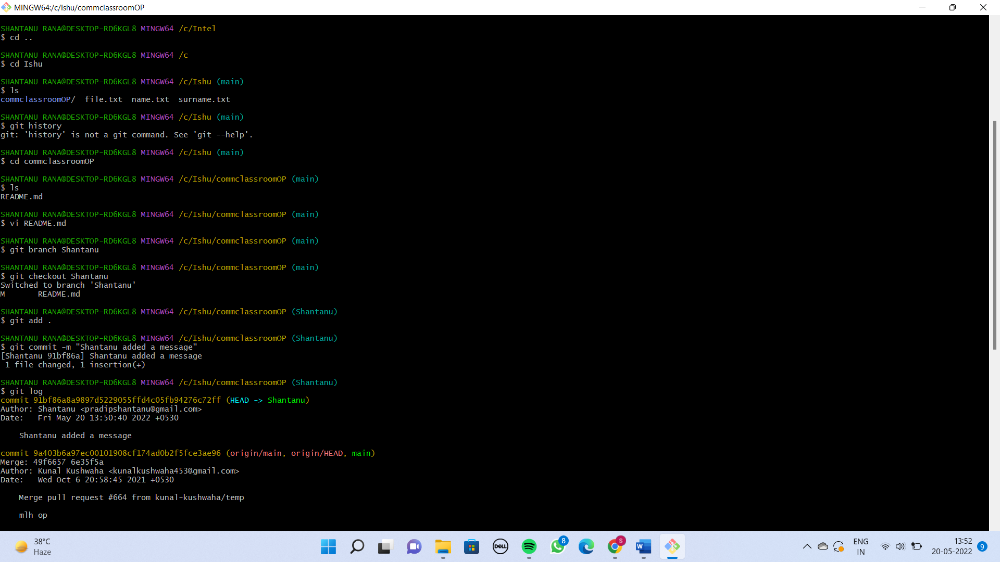 MINGW64:/c/Ishu/commclassroomOP
SHANTANU RANA@DESKTOP-RD6KGL8 MINGW64 /c/Intel
$ cd ..
SHANTANU RANA@DESKTOP-RD6KGL8 MINGW64 /c
$ cd Ishu
SHANTANU RANA@DESKTOP-RD6KGL8 MINGW64 /c/Ishu (main)
$ ls
commclassroomOP/  file.txt  name.txt  surname.txt
SHANTANU RANA@DESKTOP-RD6KGL8 MINGW64 /c/Ishu (main)
$ git history
git: 'history' is not a git command. See 'git --help'.
SHANTANU RANA@DESKTOP-RD6KGL8 MINGW64 /c/Ishu (main)
$ cd commclassroomOP
SHANTANU RANA@DESKTOP-RD6KGL8 MINGW64 /c/Ishu/commclassroomOP (main)
$ ls
README.md
SHANTANU RANA@DESKTOP-RD6KGL8 MINGW64 /c/Ishu/commclassroomOP (main)
$ vi README.md
SHANTANU RANA@DESKTOP-RD6KGL8 MINGW64 /c/Ishu/commclassroomOP (main)
$ git branch Shantanu
SHANTANU RANA@DESKTOP-RD6KGL8 MINGW64 /c/Ishu/commclassroomOP (main)
$ git checkout Shantanu
Switched to branch 'Shantanu'
M       README.md
SHANTANU RANA@DESKTOP-RD6KGL8 MINGW64 /c/Ishu/commclassroomOP (Shantanu)
$ git add .
SHANTANU RANA@DESKTOP-RD6KGL8 MINGW64 /c/Ishu/commclassroomOP (Shantanu)
$ git commit -m "Shantanu added a message"
[Shantanu 91bf86a] Shantanu added a message
1 file changed, 1 insertion(+)
SHANTANU RANA@DESKTOP-RD6KGL8 MINGW64 /c/Ishu/commclassroomOP (Shantanu)
$ git log
commit 91bf86a8a9897d5229055ffd4c05fb94276c72ff (HEAD -> Shantanu)
Author: Shantanu <pradipshantanu@gmail.com>
Date:   Fri May 20 13:50:40 2022 +0530
Shantanu added a message
commit 9a403b6a97ec00101908cf174ad0b2f5fce3ae96 (origin/main, origin/HEAD, main)
Merge: 49f6657 6e35f5a
Author: Kunal Kushwaha <kunalkushwaha453@gmail.com>
Date:   Wed Oct 6 20:58:45 2021 +0530
Merge pull request #664 from kunal-kushwaha/temp
mlh op
38°C
Haze
DELL
8
S
W
ENG
IN
13:52
20-05-2022
9